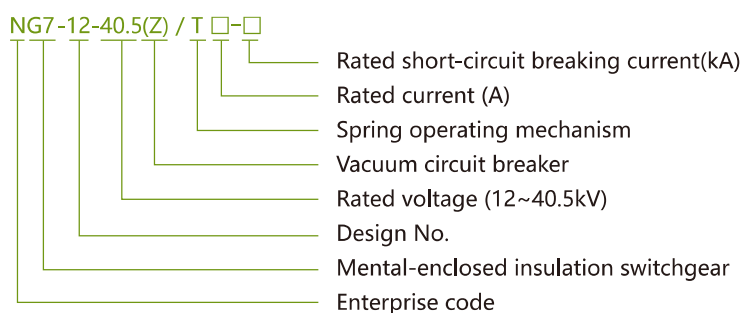 NG7-12-40.5(Z) / T □-□
Rated short-circuit breaking current(kA)
Rated current (A)
Spring operating mechanism
Vacuum circuit breaker
Rated voltage (12~40.5kV)
Design No.
Mental-enclosed insulation switchgear
Enterprise code